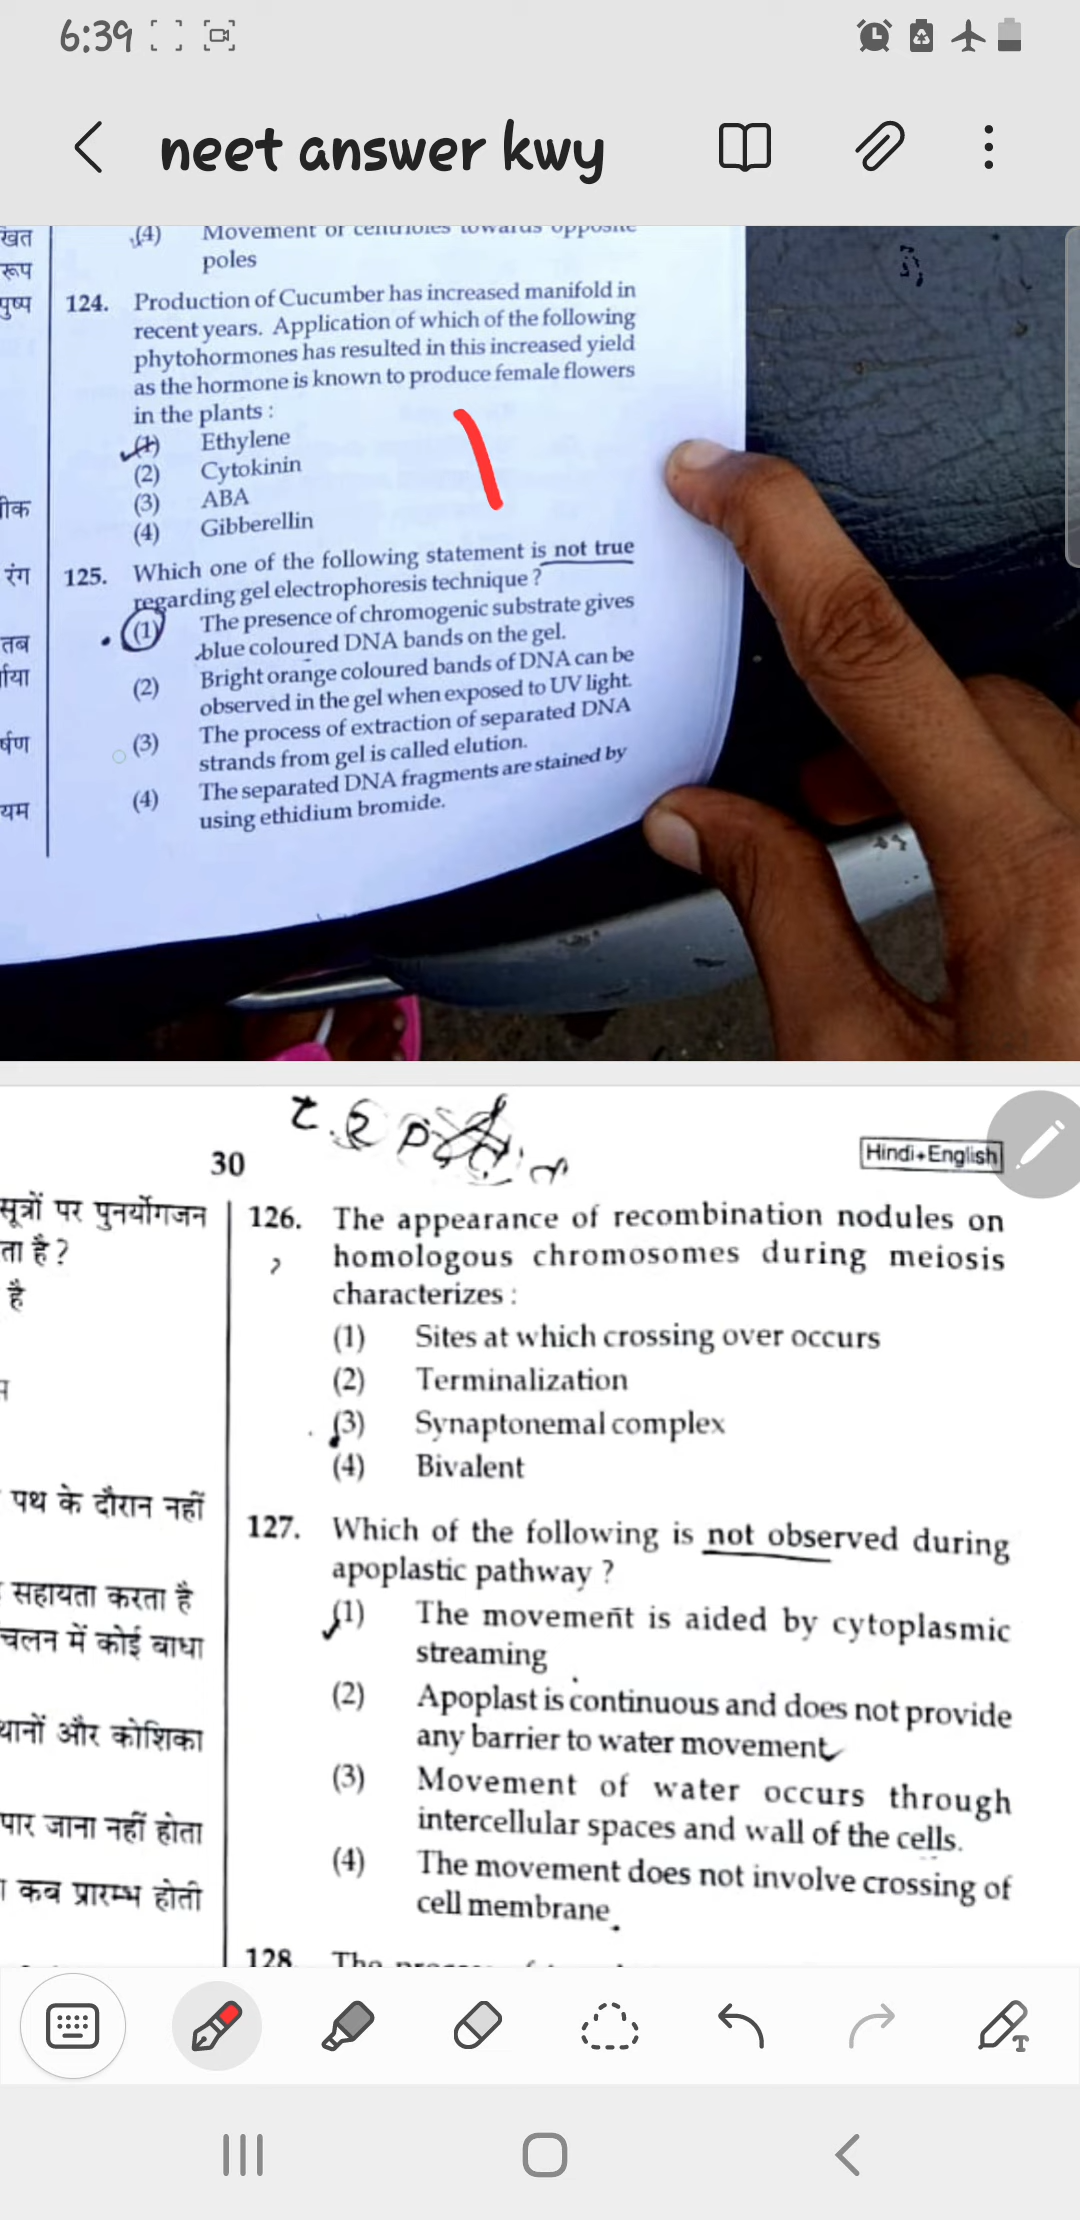 6:39
neet answer kwy
खत
रूप
पुष्प
तीक
रंग
तब
र्षण
यम
(4) Movement of centrioles towards opposite
poles
124. Production of Cucumber has increased manifold in
recent years. Application of which of the following
phytohormones has resulted in this increased yield
as the hormone is known to produce female flowers
in the plants :
(1) Ethylene
(2) Cytokinin
(3) ABA
(4) Gibberellin
125. Which one of the following statement is not true
regarding gel electrophoresis technique ?
(1) The presence of chromogenic substrate gives
blue coloured DNA bands on the gel.
(2) Bright orange coloured bands of DNA can be
observed in the gel when exposed to UV light.
(3) The process of extraction of separated DNA
strands from gel is called elution.
(4) The separated DNA fragments are stained by
using ethidium bromide.
30
Hindi+English
सूत्रों पर पुनर्योगजन
ता है ?
है
पथ के दौरान नहीं
सहायता करता है
चलन में कोई बाधा
थानों और कोशिका
पार जाना नहीं होता
कब प्रारम्भ होती
126. The appearance of recombination nodules on
homologous chromosomes during meiosis
characterizes :
(1) Sites at which crossing over occurs
(2) Terminalization
(3) Synaptonemal complex
(4) Bivalent
127. Which of the following is not observed during
apoplastic pathway ?
(1) The movement is aided by cytoplasmic
streaming
(2) Apoplast is continuous and does not provide
any barrier to water movement
(3) Movement of water occurs through
intercellular spaces and wall of the cells.
(4) The movement does not involve crossing of
cell membrane
128. The